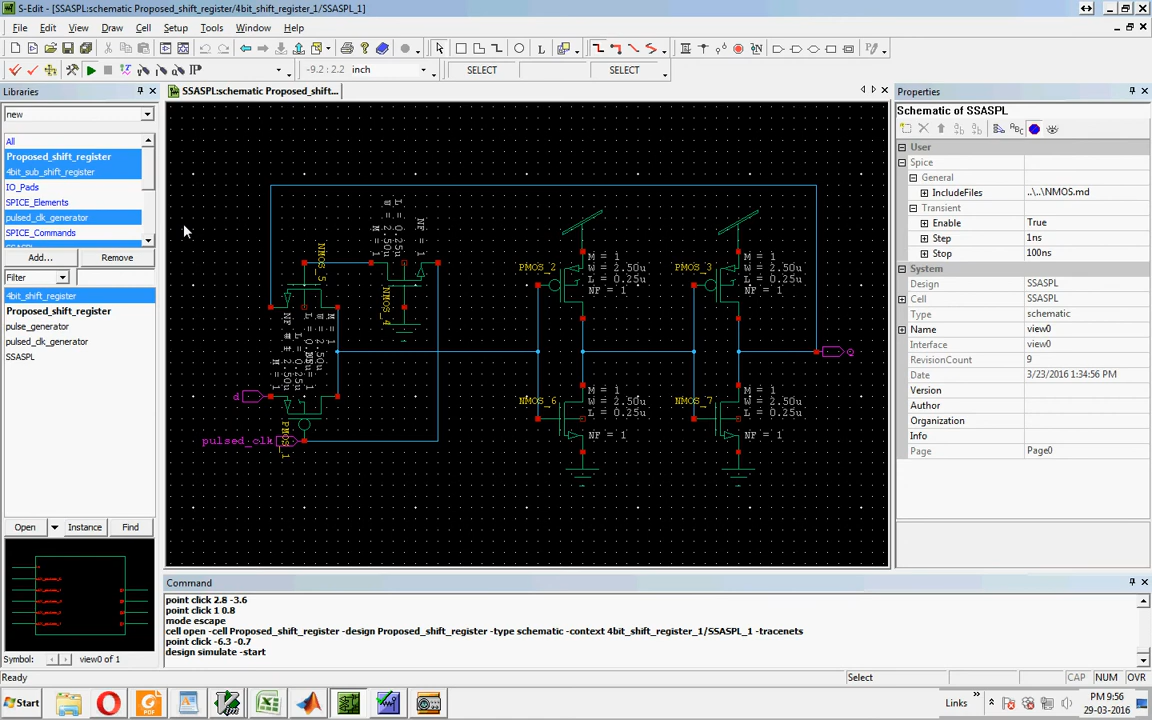 S-Edit - [SSASPL:schematic Proposed_shift_register/4bit_shift_register_1/SSASPL_1]
File Edit View Draw Cell Setup Tools Window Help
-9.2 : 2.2 inch SELECT SELECT
Libraries
new
All
Proposed_shift_register
4bit_sub_shift_register
IO_Pads
SPICE_Elements
pulsed_clk_generator
SPICE_Commands
Add... Remove
Filter
4bit_shift_register
Proposed_shift_register
pulse_generator
pulsed_clk_generator
SSASPL
Open Instance Find
Symbol: view0 of 1
SSASPL:schematic Proposed_shift...
NMOS_5
L = 0.25u
W = 2.50u
M = 1
NF = 1
NMOS_4
d
pulsed_clk
PMOS_1
PMOS_2
M = 1
W = 2.50u
L = 0.25u
NF = 1
PMOS_3
M = 1
W = 2.50u
L = 0.25u
NF = 1
NMOS_6
M = 1
W = 2.50u
L = 0.25u
NF = 1
NMOS_7
M = 1
W = 2.50u
L = 0.25u
NF = 1
Q
Properties
Schematic of SSASPL
User
Spice
General
IncludeFiles ..\..\NMOS.md
Transient
Enable True
Step 1ns
Stop 100ns
System
Design SSASPL
Cell SSASPL
Type schematic
Name view0
Interface view0
RevisionCount 9
Date 3/23/2016 1:34:56 PM
Version
Author
Organization
Info
Page Page0
Command
point click 2.8 -3.6
point click 1 0.8
mode escape
cell open -cell Proposed_shift_register -design Proposed_shift_register -type schematic -context 4bit_shift_register_1/SSASPL_1 -tracenets
point click -6.3 -0.7
design simulate -start
Ready Select CAP NUM OVR
Start Links PM 9:56
29-03-2016